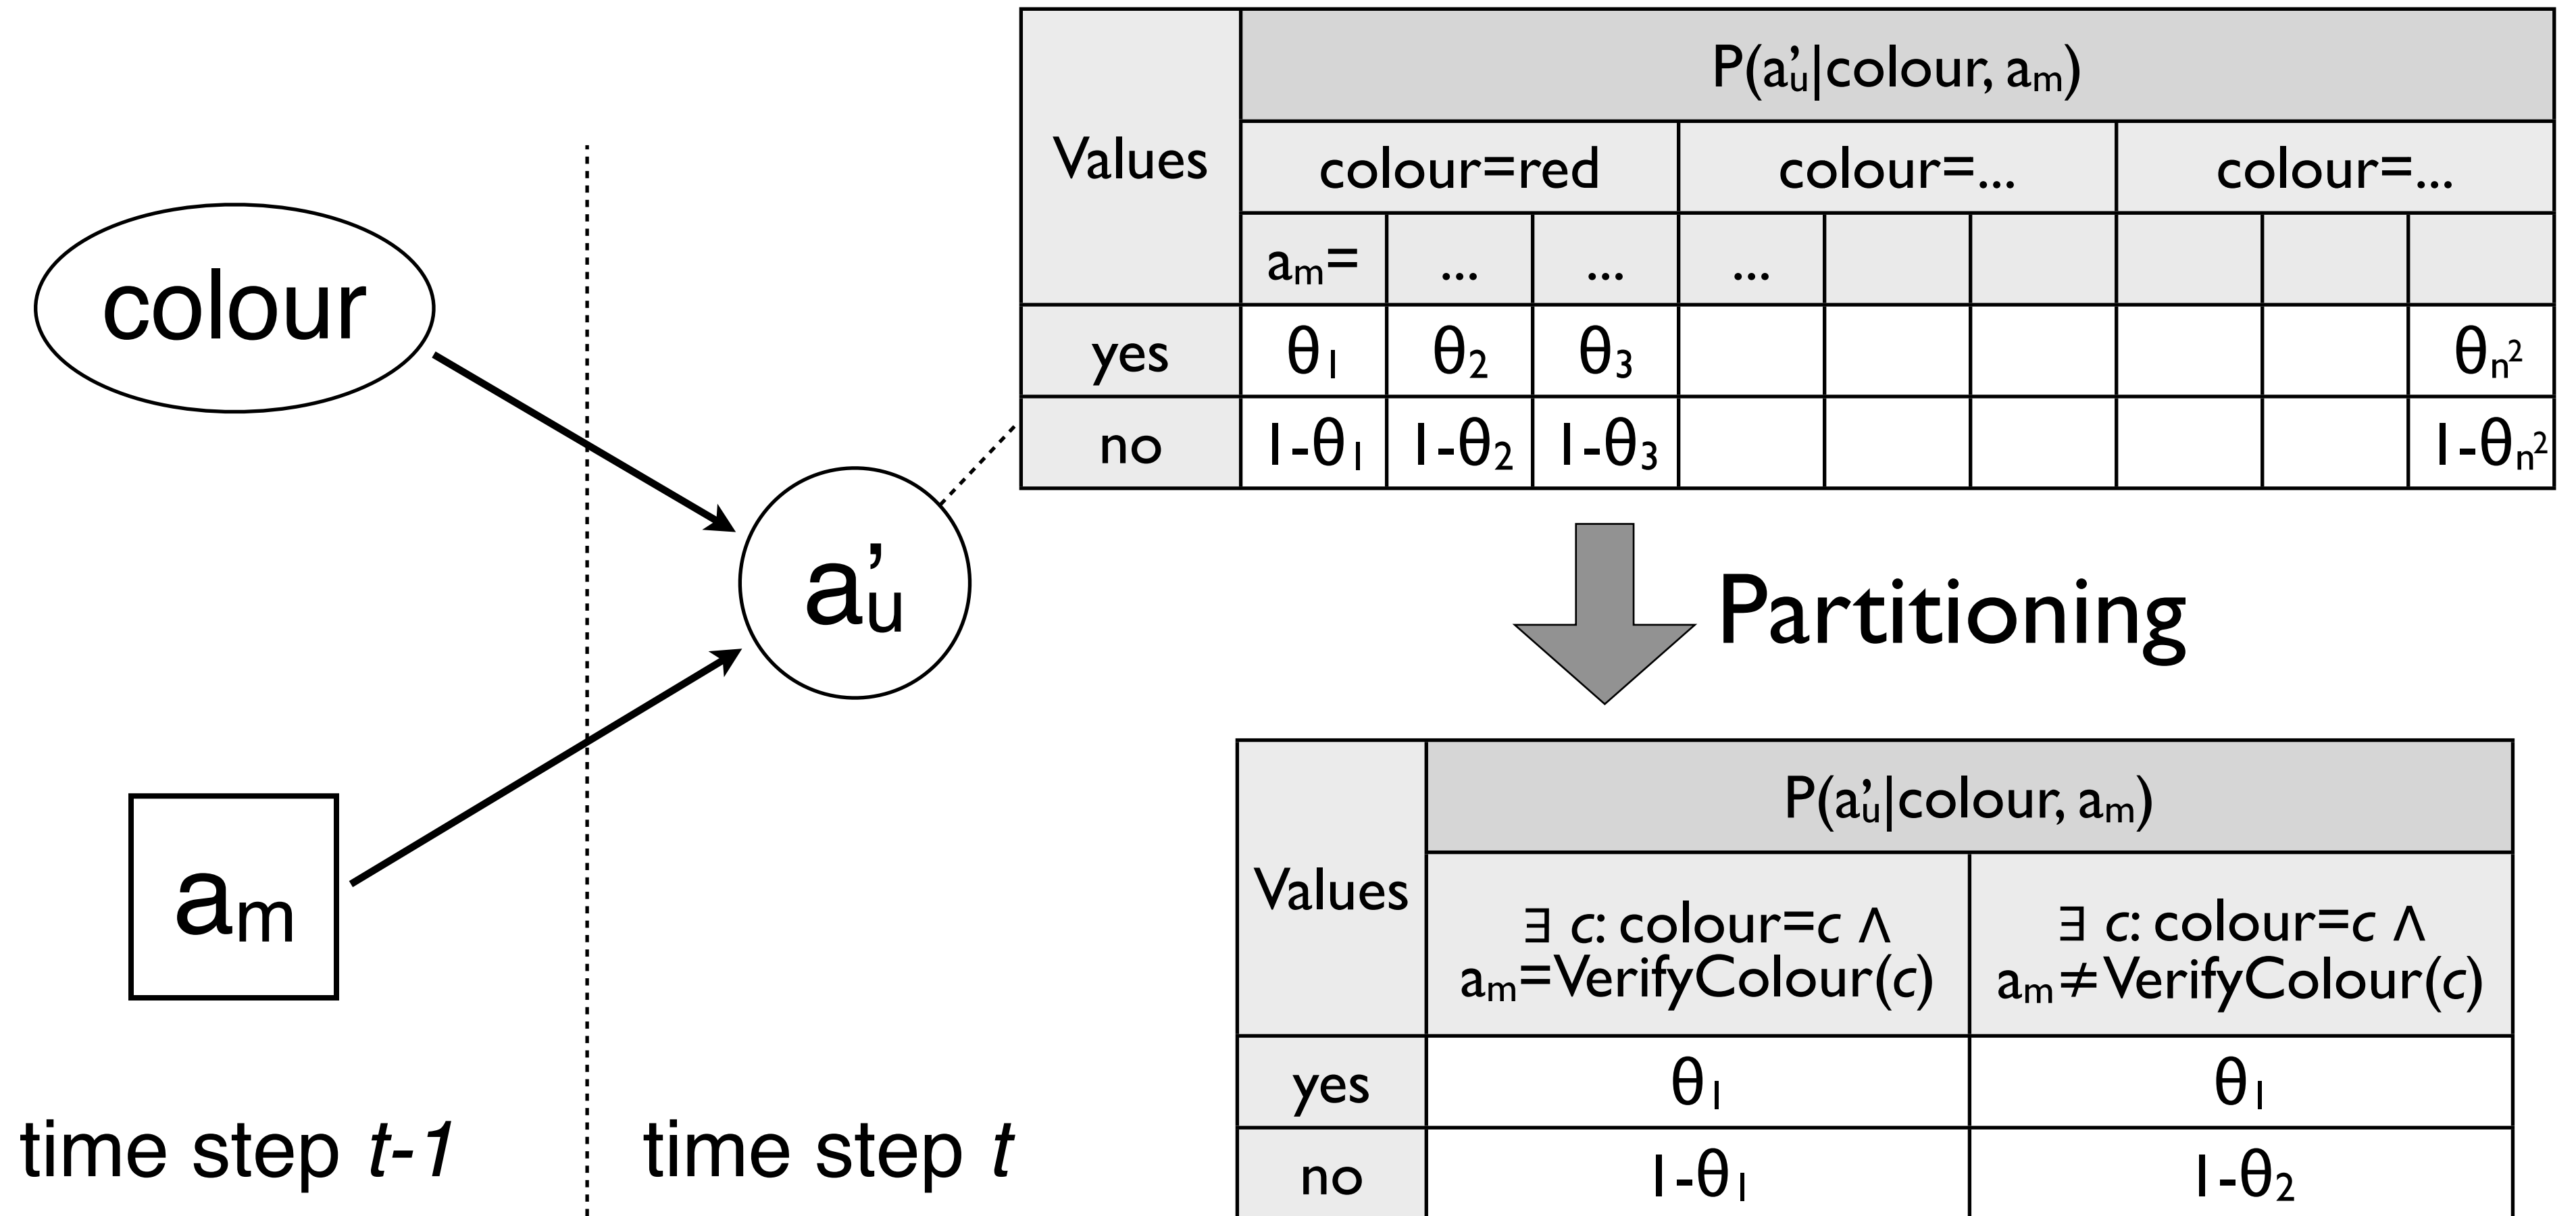 colour
a'u
am
time step t-1
time step t
Values
P(a'u|colour, am)
colour=red colour=... colour=...
am= ... ... ...
yes θ1 θ2 θ3 θn²
no 1-θ1 1-θ2 1-θ3 1-θn²
Partitioning
Values
P(a'u|colour, am)
∃ c: colour=c ∧
am=VerifyColour(c)
∃ c: colour=c ∧
am≠VerifyColour(c)
yes θ1 θ1
no 1-θ1 1-θ2